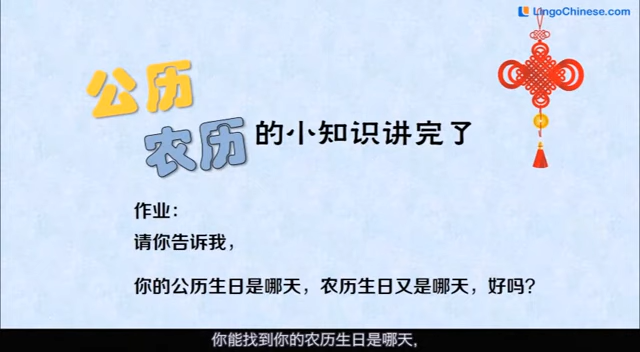 LingoChinese.com
公历
农历的小知识讲完了
作业：
请你告诉我，
你的公历生日是哪天，农历生日又是哪天，好吗？
你能找到你的农历生日是哪天，